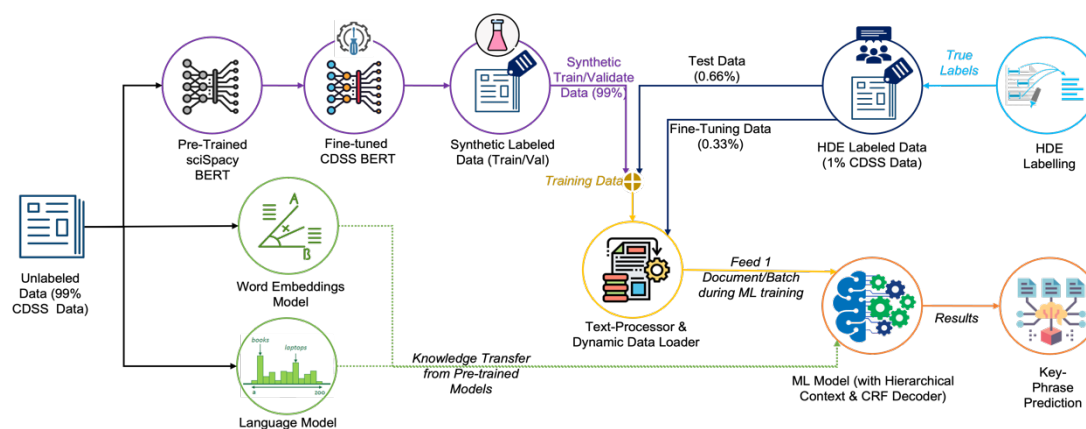 Pre-Trained
sciSpacy
BERT
Fine-tuned
CDSS BERT
Synthetic Labeled
Data (Train/Val)
Synthetic
Train/Validate
Data (99%)
Test Data
(0.66%)
Fine-Tuning Data
(0.33%)
HDE Labeled Data
(1% CDSS Data)
True
Labels
HDE
Labelling
Training Data
Unlabeled
Data (99%
CDSS Data)
A
x
B
Word Embeddings
Model
Text-Processor &
Dynamic Data Loader
Feed 1
Document/Batch
during ML training
ML Model (with Hierarchical
Context & CRF Decoder)
Results
Key-
Phrase
Prediction
Knowledge Transfer
from Pre-trained
Models
books
laptops
Language Model